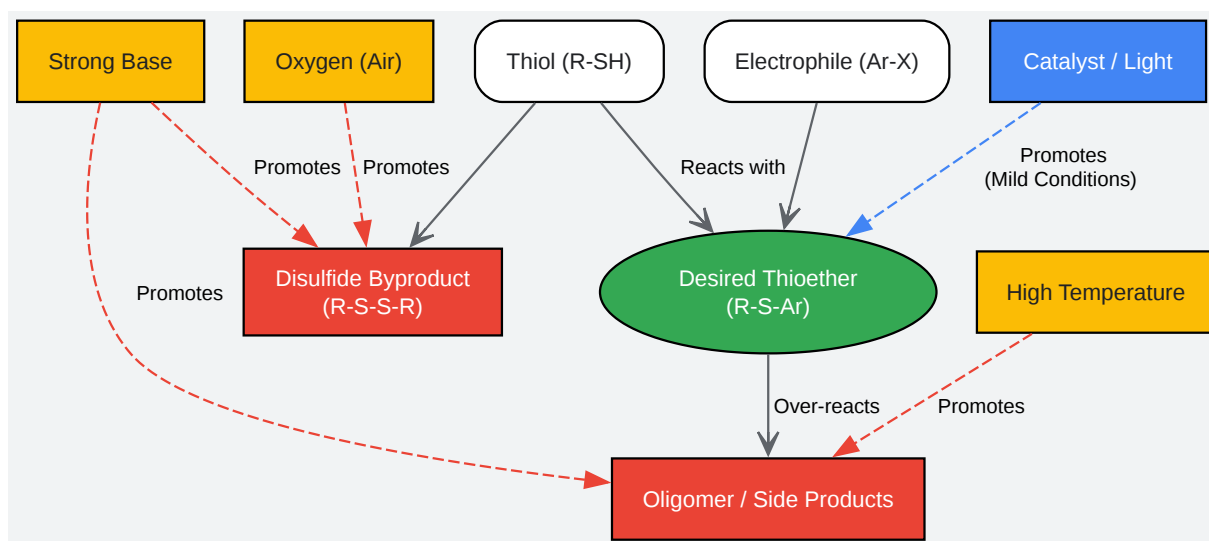 Strong Base
Oxygen (Air)
Thiol (R-SH)
Electrophile (Ar-X)
Catalyst / Light
Promotes
Promotes
Reacts with
Promotes
(Mild Conditions)
Disulfide Byproduct
(R-S-S-R)
Desired Thioether
(R-S-Ar)
High Temperature
Promotes
Over-reacts
Promotes
Oligomer / Side Products